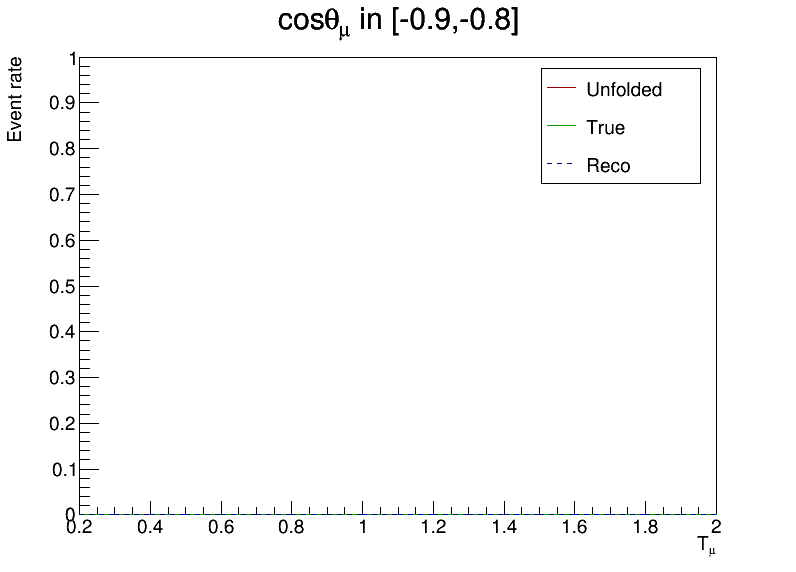 cosθμ in [-0.9,-0.8]
Event rate
1
0.9
0.8
0.7
0.6
0.5
0.4
0.3
0.2
0.1
0
Unfolded
True
Reco
0.2 0.4 0.6 0.8 1 1.2 1.4 1.6 1.8 2
Tμ